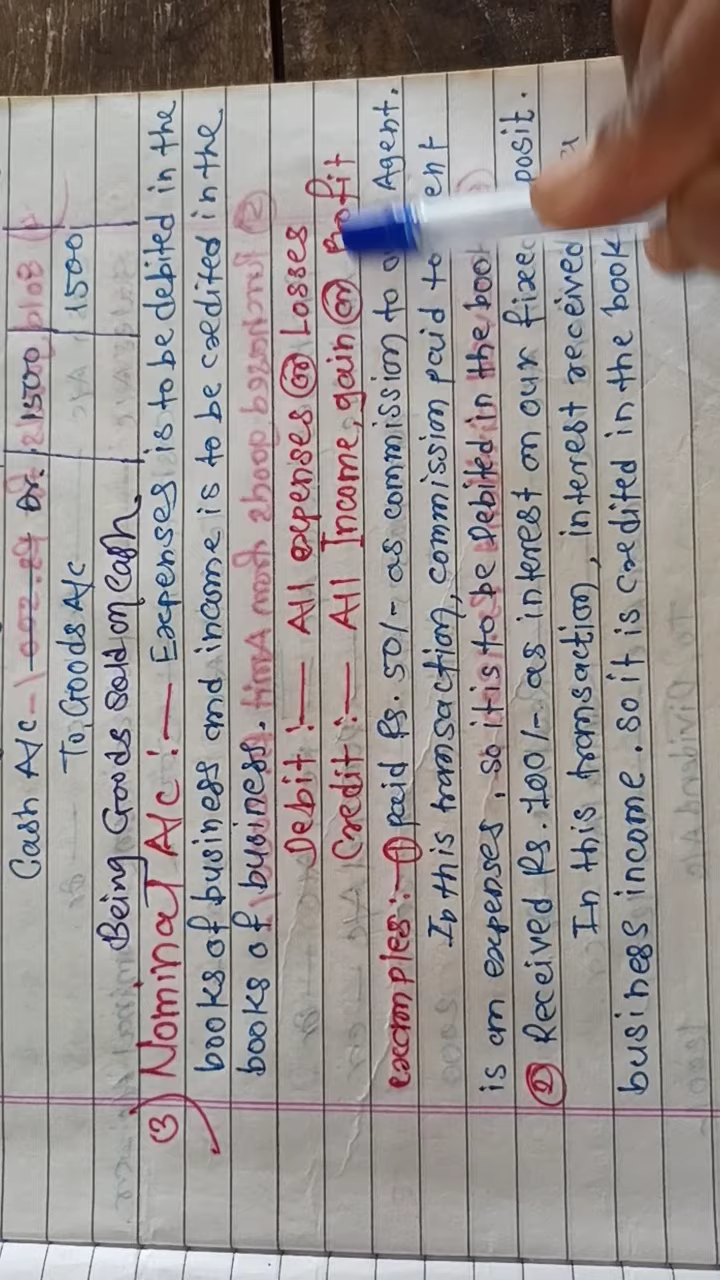 Cash A/c - Dr. 1500
To, Goods A/c 1500
Being Goods sold on cash.
③ Nominal A/c :— Expenses is to be debited in the
books of business and income is to be credited in the
books of business.
Debit :— All expenses or Losses
Credit :— All Income, gain or Profit
examples:- ① paid Rs. 50/- as commission to Agent.
In this transaction, commission paid to ent
is an expenses, so it is to be debited in the boo
② Received Rs. 100/- as interest on our fixed posit.
In this transaction, interest received
business income. so it is credited in the book